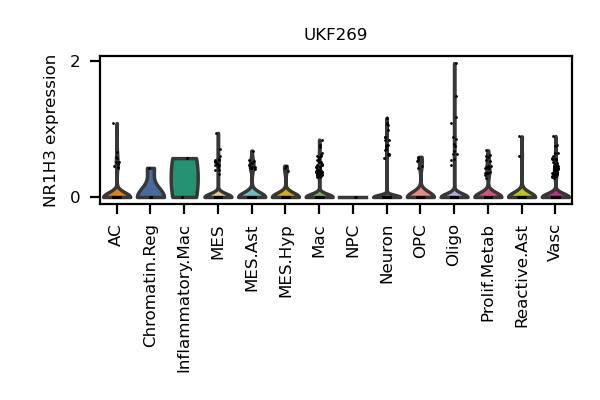 UKF269
NR1H3 expression
2
0
AC
Chromatin.Reg
Inflammatory.Mac
MES
MES.Ast
MES.Hyp
Mac
NPC
Neuron
OPC
Oligo
Prolif.Metab
Reactive.Ast
Vasc